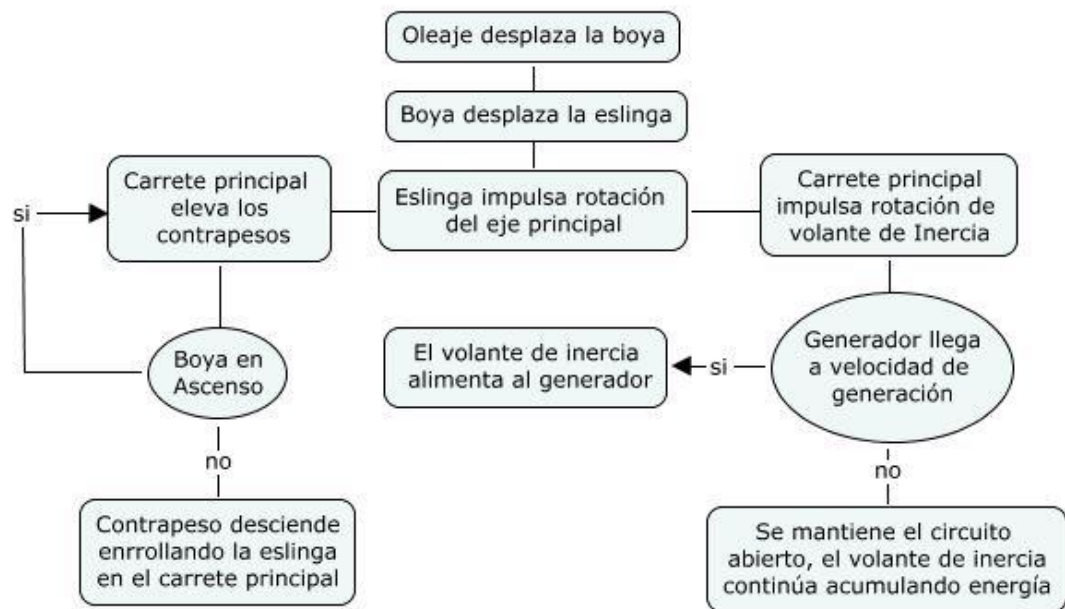 Oleaje desplaza la boya
Boya desplaza la eslinga
Carrete principal
eleva los
contrapesos
Eslinga impulsa rotación
del eje principal
Carrete principal
impulsa rotación de
volante de Inercia
si
Boya en
Ascenso
El volante de inercia
alimenta al generador
si
Generador llega
a velocidad de
generación
no
no
Contrapeso desciende
enrrollando la eslinga
en el carrete principal
Se mantiene el circuito
abierto, el volante de inercia
continúa acumulando energía